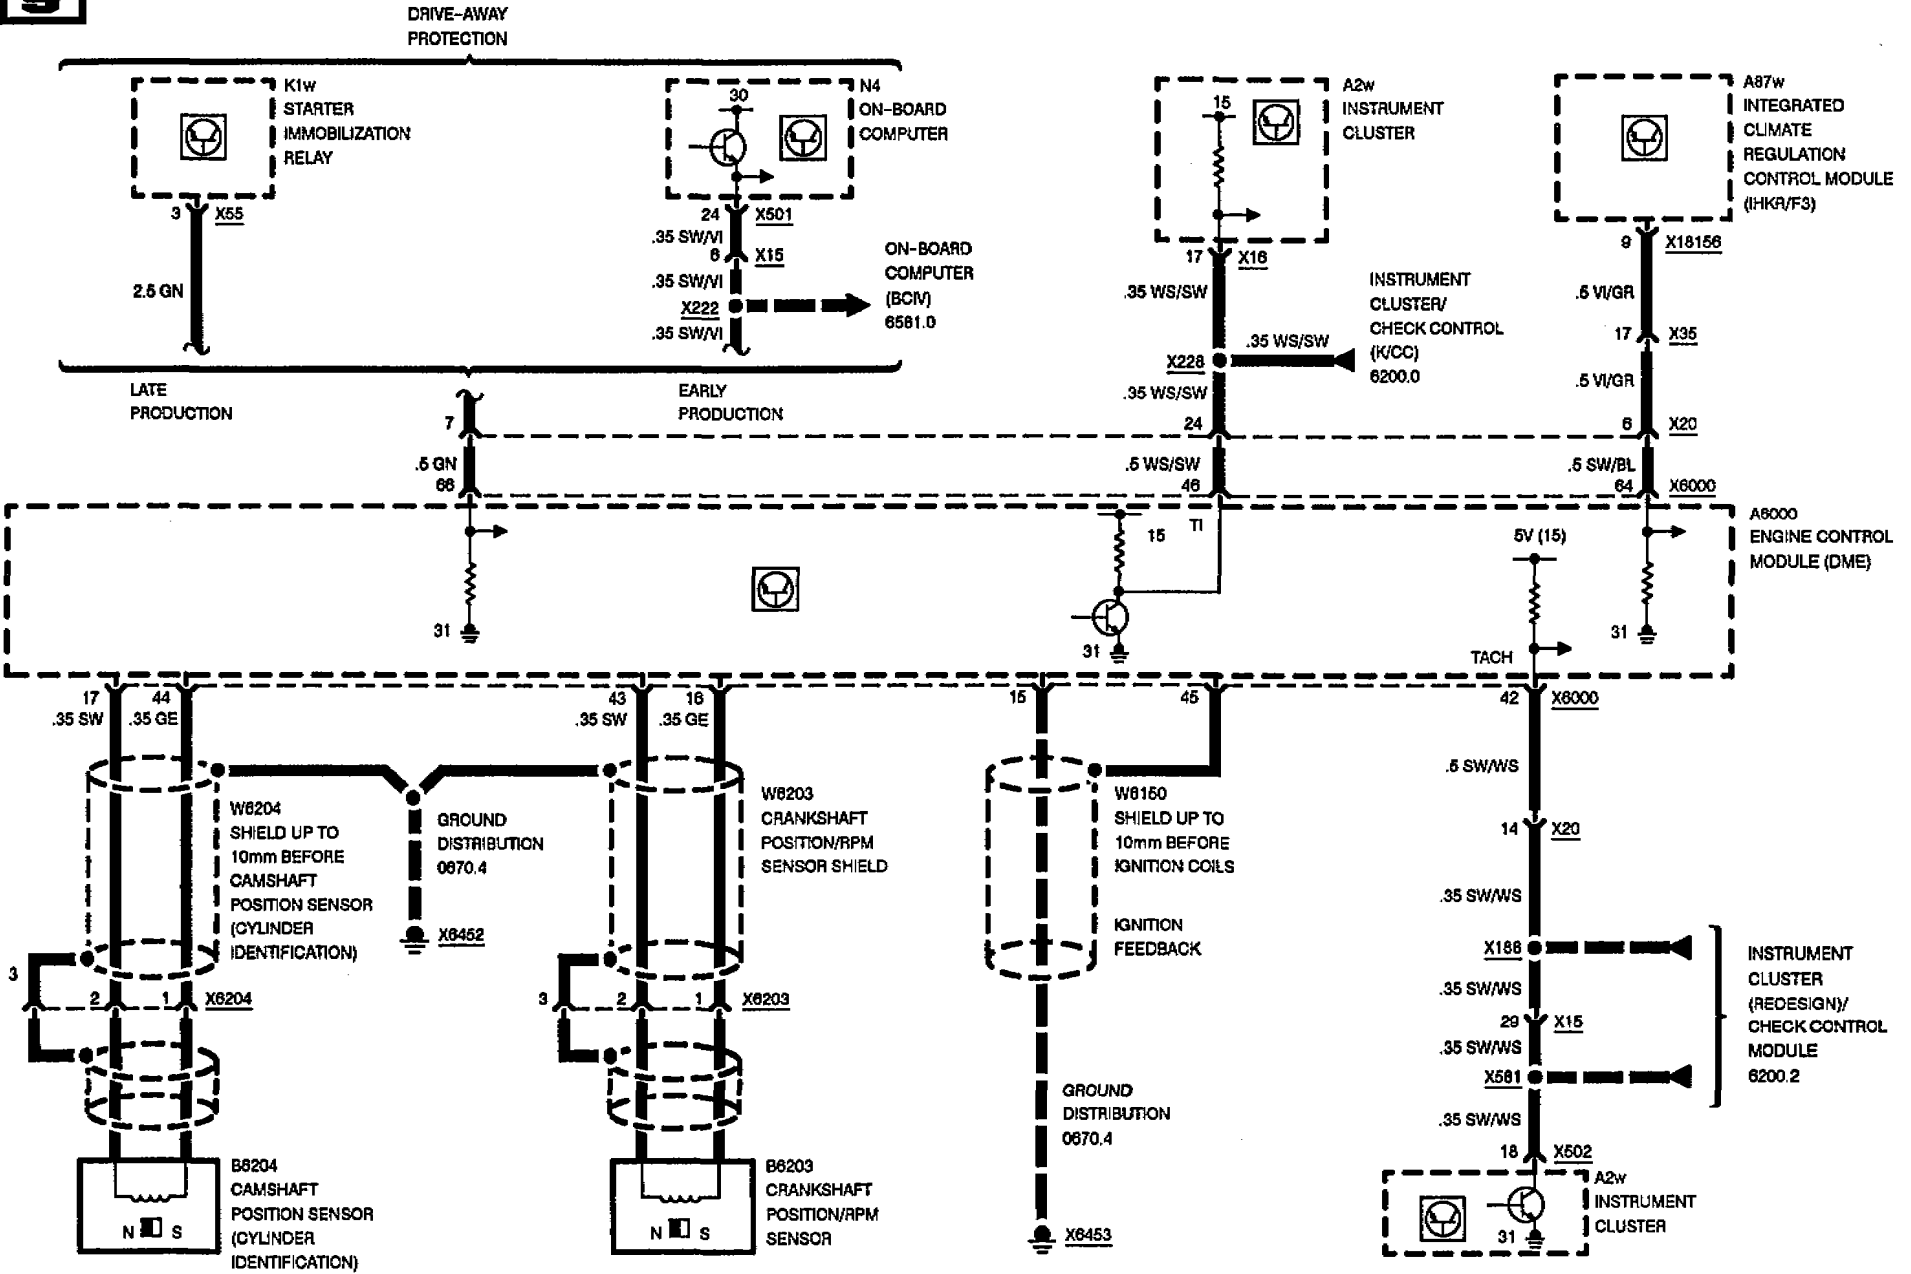 DRIVE-AWAY
PROTECTION
K1w
STARTER
IMMOBILIZATION
RELAY
3 X55
2.5 GN
LATE
PRODUCTION
30
N4
ON-BOARD
COMPUTER
24 X501
.35 SW/VI
6 X15
.35 SW/VI
X222
.35 SW/VI
ON-BOARD
COMPUTER
(BCIV)
6581.0
EARLY
PRODUCTION
15
A2w
INSTRUMENT
CLUSTER
17 X16
.35 WS/SW
INSTRUMENT
CLUSTER/
CHECK CONTROL
(K/CC)
6200.0
.35 WS/SW
X228
.35 WS/SW
A87w
INTEGRATED
CLIMATE
REGULATION
CONTROL MODULE
(IHKR/F3)
9 X18156
.5 VI/GR
17 X35
.5 VI/GR
7
24
6 X20
.5 GN
.5 WS/SW
.5 SW/BL
66
46
64 X6000
A6000
ENGINE CONTROL
MODULE (DME)
31
15
TI
31
5V (15)
TACH
31
17
44
43
16
15
45
42 X6000
.35 SW
.35 GE
.35 SW
.35 GE
W6204
SHIELD UP TO
10mm BEFORE
CAMSHAFT
POSITION SENSOR
(CYLINDER
IDENTIFICATION)
GROUND
DISTRIBUTION
0670.4
X6452
W6203
CRANKSHAFT
POSITION/RPM
SENSOR SHIELD
W6150
SHIELD UP TO
10mm BEFORE
IGNITION COILS
IGNITION
FEEDBACK
3
2
1 X6204
3
2
1 X6203
B6204
CAMSHAFT
POSITION SENSOR
(CYLINDER
IDENTIFICATION)
N S
B6203
CRANKSHAFT
POSITION/RPM
SENSOR
N S
GROUND
DISTRIBUTION
0670.4
X6453
.5 SW/WS
14 X20
.35 SW/WS
X188
.35 SW/WS
29 X15
.35 SW/WS
X581
.35 SW/WS
18 X502
INSTRUMENT
CLUSTER
(REDESIGN)/
CHECK CONTROL
MODULE
6200.2
A2w
INSTRUMENT
CLUSTER
31